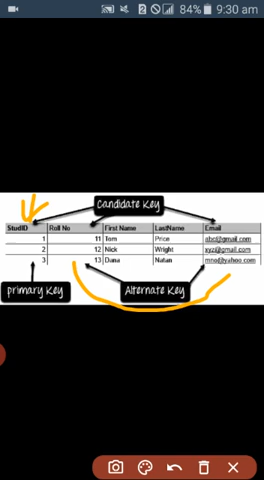 84% 9:30 am
Candidate Key
StudID Roll No First Name LastName Email
1 11 Tom Price abc@gmail.com
2 12 Nick Wright xyz@gmail.com
3 13 Dana Natan mno@yahoo.com
Primary Key Alternate Key